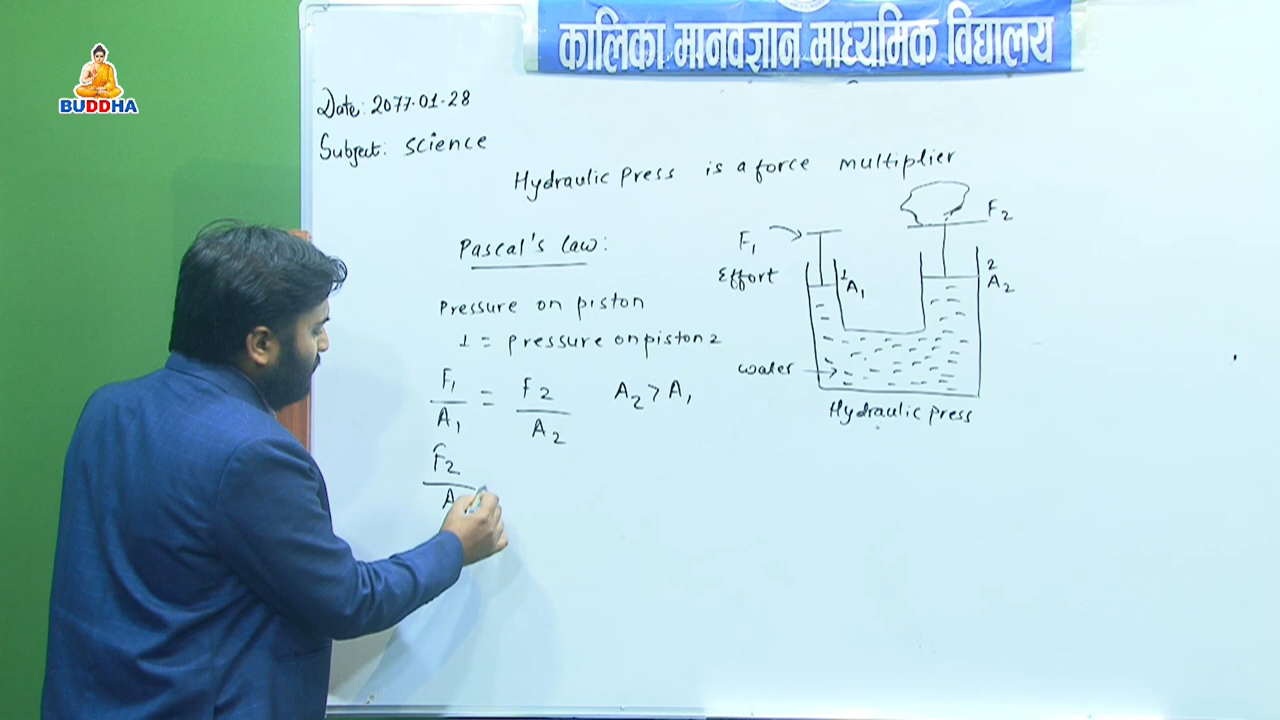 BUDDHA
कालिका मानवज्ञान माध्यमिक विद्यालय
Date: 2077-01-28
Subject: science
Hydraulic press is a force multiplier
Pascal's law:
Pressure on piston
1 = pressure on piston 2
F₁/A₁ = F₂/A₂ A₂ > A₁
F₂/A
F₁
Effort
F₂
1
A₁
2
A₂
water
Hydraulic press